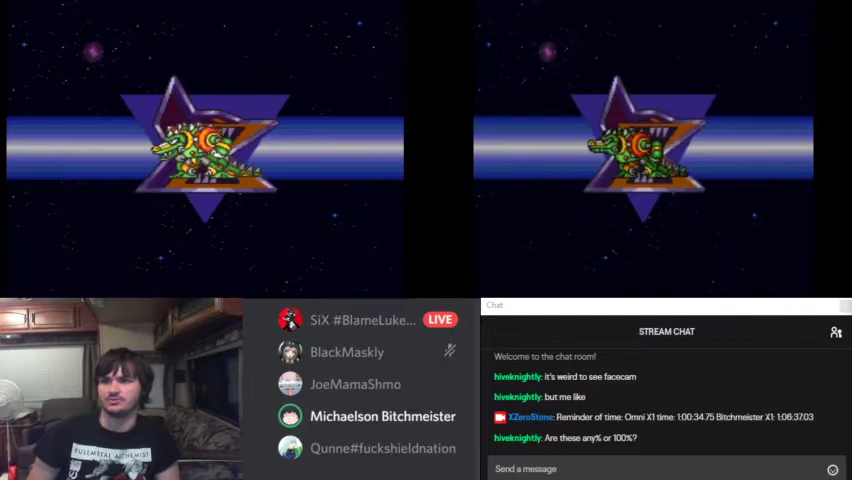 SiX #BlameLuke...
LIVE
BlackMaskly
JoeMamaShmo
Michaelson Bitchmeister
Qunne#fuckshieldnation
FULLMETAL ALCHEMIST
Chat
STREAM CHAT
Welcome to the chat room!
hiveknightly: it's weird to see facecam
hiveknightly: but me like
XZeroStone: Reminder of time: Omni X1 time: 1:00:34.75 Bitchmeister X1: 1:06:37.03
hiveknightly: Are these any% or 100%?
Send a message